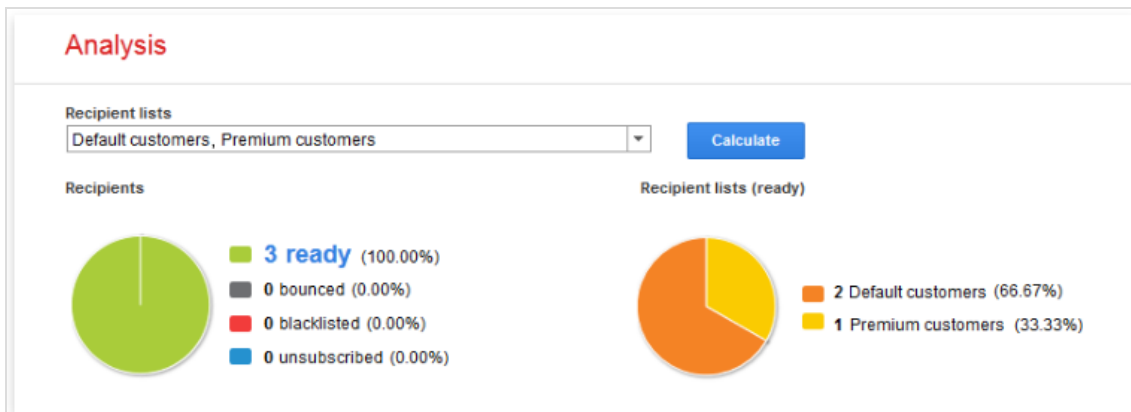 Analysis
Recipient lists
Default customers, Premium customers
Calculate
Recipients
Recipient lists (ready)
3 ready (100.00%)
0 bounced (0.00%)
0 blacklisted (0.00%)
0 unsubscribed (0.00%)
2 Default customers (66.67%)
1 Premium customers (33.33%)